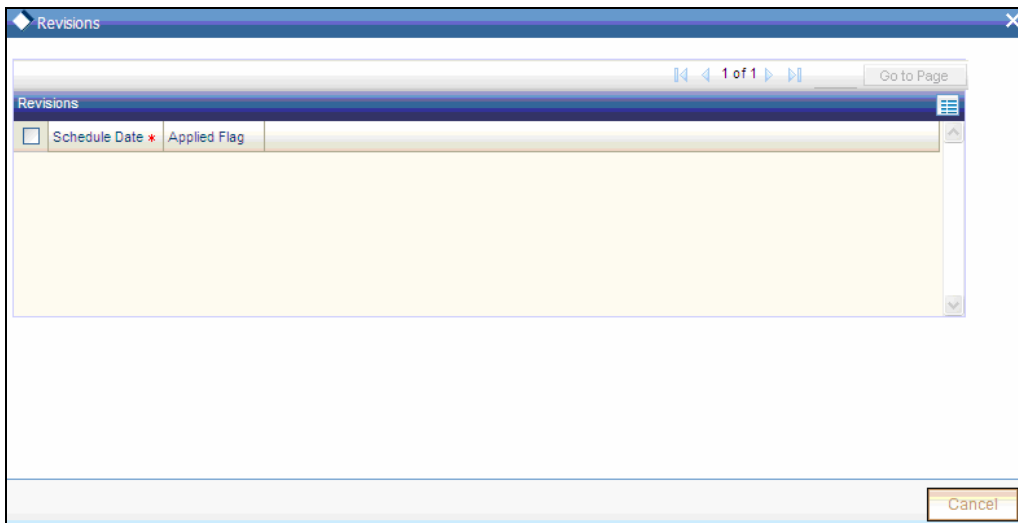 Revisions
1 of 1 Go to Page
Revisions
Schedule Date * Applied Flag
Cancel